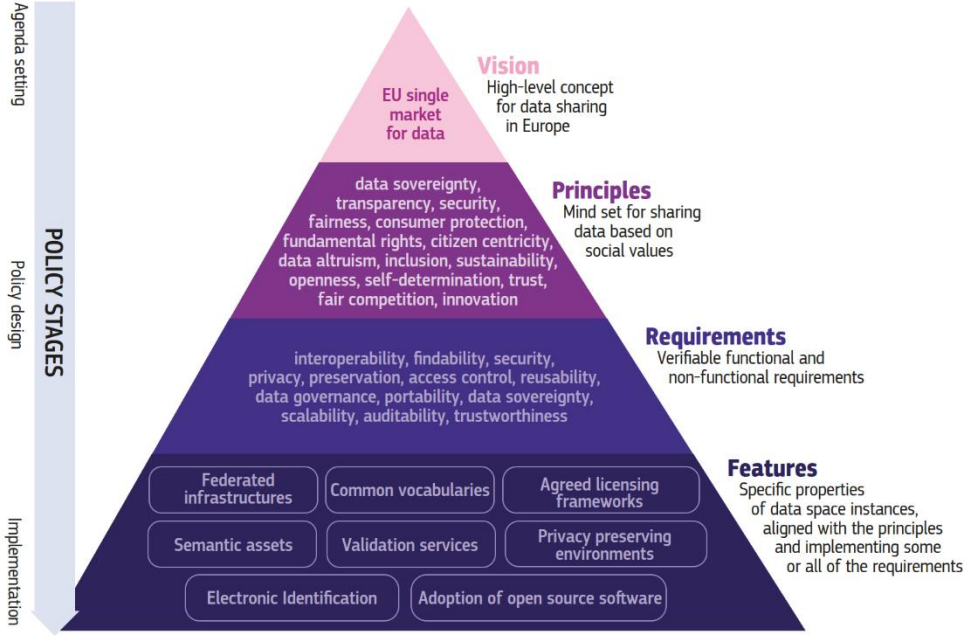 Agenda setting
Policy design
Implementation
POLICY STAGES
EU single
market
for data
Vision
High-level concept
for data sharing
in Europe
data sovereignty,
transparency, security,
fairness, consumer protection,
fundamental rights, citizen centricity,
data altruism, inclusion, sustainability,
openness, self-determination, trust,
fair competition, innovation
Principles
Mind set for sharing
data based on
social values
interoperability, findability, security,
privacy, preservation, access control, reusability,
data governance, portability, data sovereignty,
scalability, auditability, trustworthiness
Requirements
Verifiable functional and
non-functional requirements
Federated
infrastructures
Common vocabularies
Agreed licensing
frameworks
Semantic assets
Validation services
Privacy preserving
environments
Electronic Identification
Adoption of open source software
Features
Specific properties
of data space instances,
aligned with the principles
and implementing some
or all of the requirements